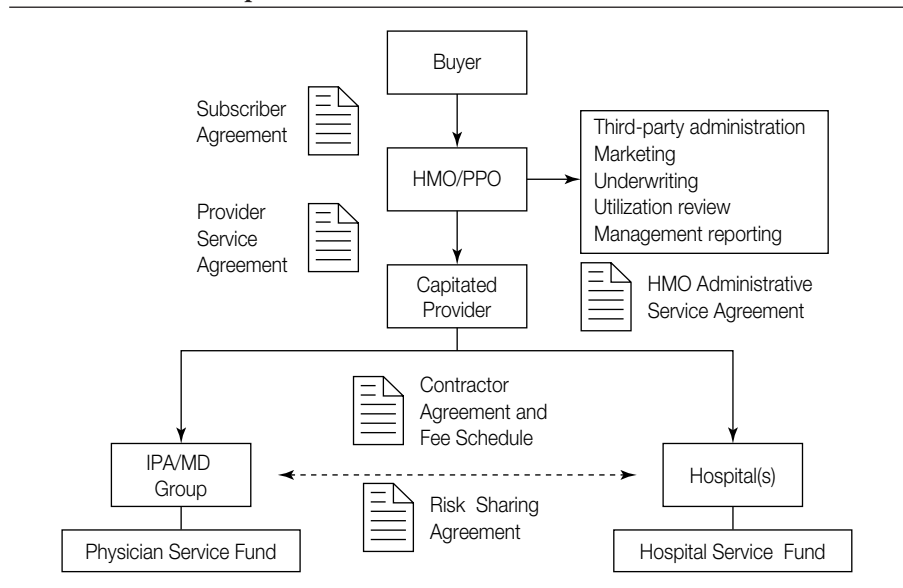 Buyer
Subscriber
Agreement
Third-party administration
Marketing
Underwriting
Utilization review
Management reporting
HMO/PPO
Provider
Service
Agreement
Capitated
Provider
HMO Administrative
Service Agreement
Contractor
Agreement and
Fee Schedule
IPA/MD
Group
Hospital(s)
Risk Sharing
Agreement
Physician Service Fund
Hospital Service Fund